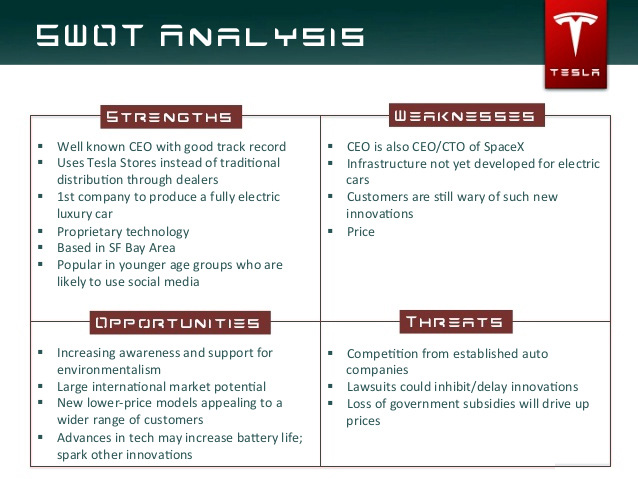 SWOT Analysis
TESLA
Strengths
▪ Well known CEO with good track record
▪ Uses Tesla Stores instead of traditional
distribution through dealers
▪ 1st company to produce a fully electric
luxury car
▪ Proprietary technology
▪ Based in SF Bay Area
▪ Popular in younger age groups who are
likely to use social media
Weaknesses
▪ CEO is also CEO/CTO of SpaceX
▪ Infrastructure not yet developed for electric
cars
▪ Customers are still wary of such new
innovations
▪ Price
Opportunities
▪ Increasing awareness and support for
environmentalism
▪ Large international market potential
▪ New lower-price models appealing to a
wider range of customers
▪ Advances in tech may increase battery life;
spark other innovations
Threats
▪ Competition from established auto
companies
▪ Lawsuits could inhibit/delay innovations
▪ Loss of government subsidies will drive up
prices